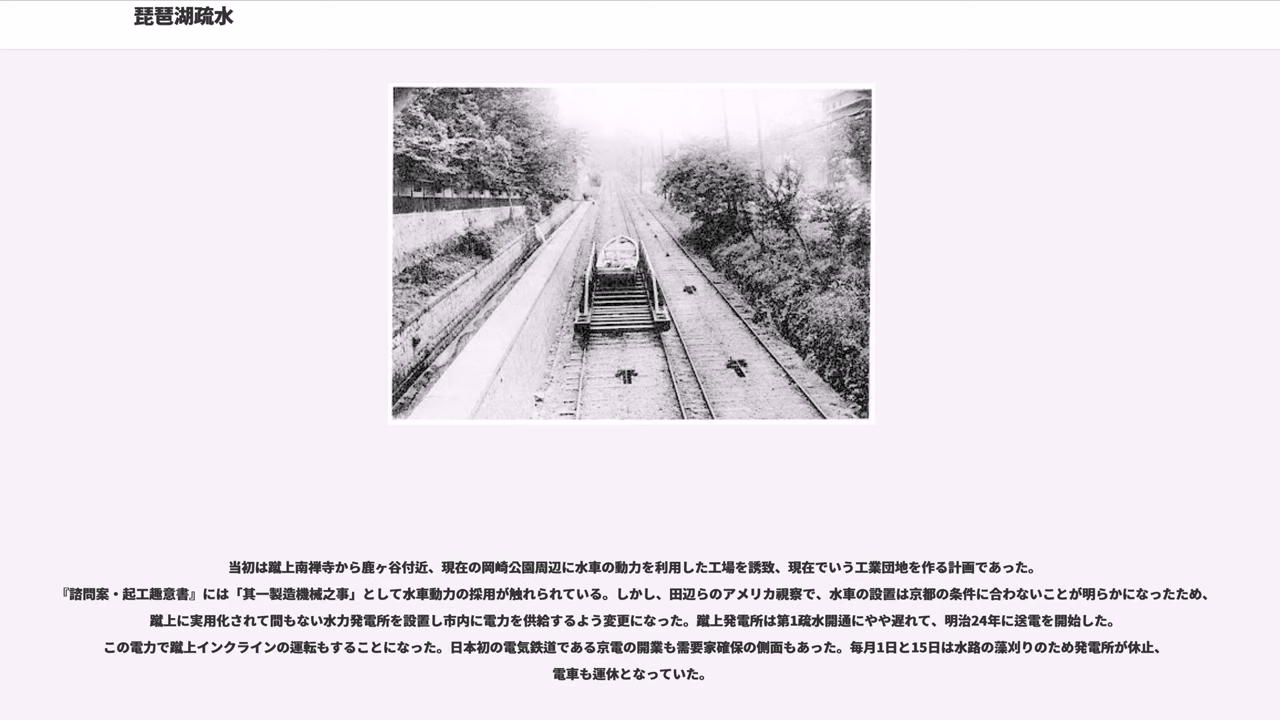 琵琶湖疏水
当初は蹴上南禅寺から鹿ヶ谷付近、現在の岡崎公園周辺に水車の動力を利用した工場を誘致、現在でいう工業団地を作る計画であった。
『諮問案・起工趣意書』には「其一製造機械之事」として水車動力の採用が触れられている。しかし、田辺らのアメリカ視察で、水車の設置は京都の条件に合わないことが明らかになったため、
蹴上に実用化されて間もない水力発電所を設置し市内に電力を供給するよう変更になった。蹴上発電所は第1疏水開通にやや遅れて、明治24年に送電を開始した。
この電力で蹴上インクラインの運転もすることになった。日本初の電気鉄道である京電の開業も需要家確保の側面もあった。毎月1日と15日は水路の藻刈りのため発電所が休止、
電車も運休となっていた。